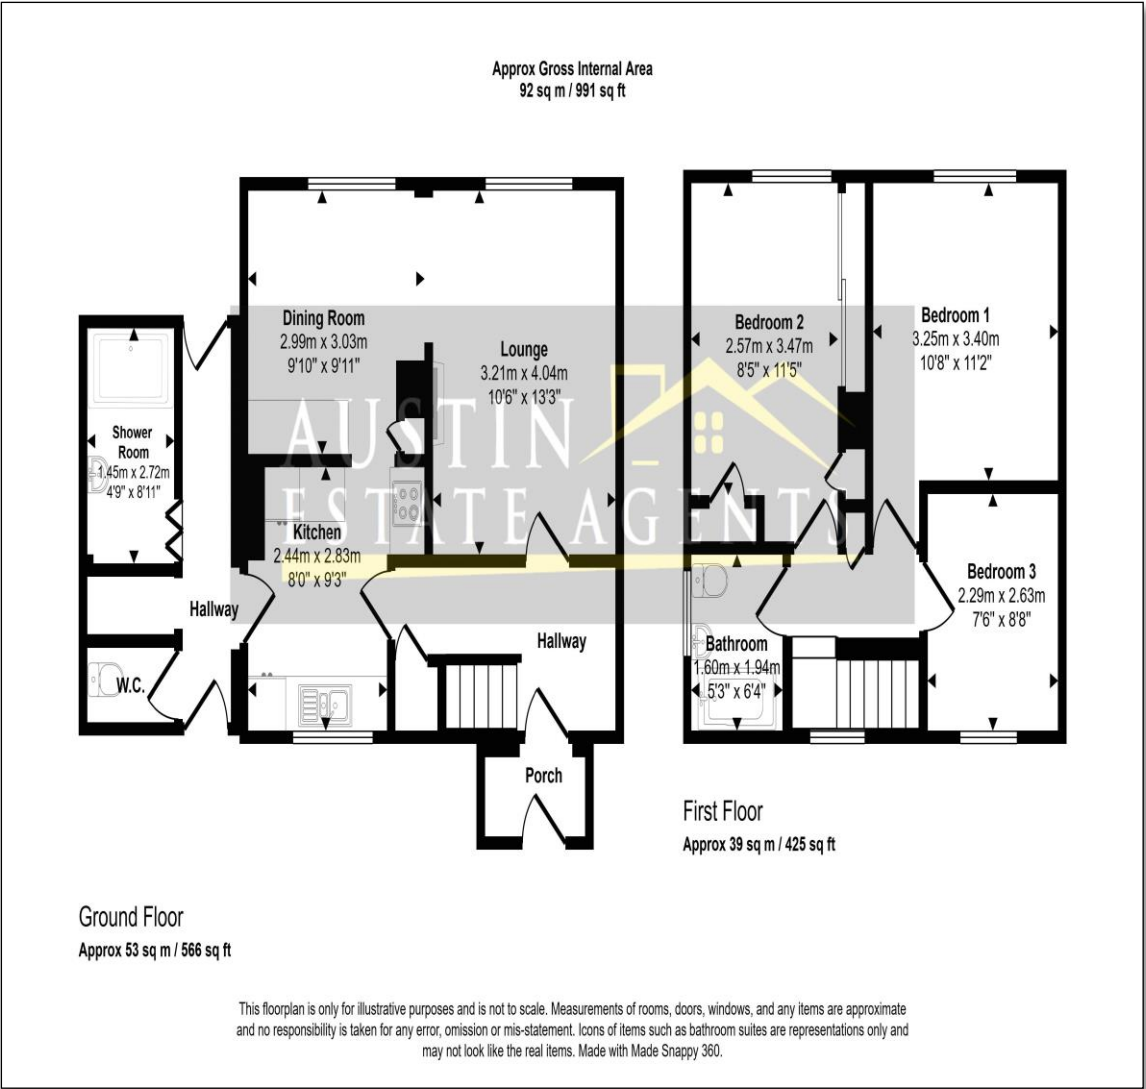 Approx Gross Internal Area
92 sq m / 991 sq ft
Dining Room
2.99m x 3.03m
9'10" x 9'11"
Lounge
3.21m x 4.04m
10'6" x 13'3"
Shower
Room
1.45m x 2.72m
4'9" x 8'11"
Kitchen
2.44m x 2.83m
8'0" x 9'3"
Hallway
W.C.
Hallway
Porch
Bedroom 2
2.57m x 3.47m
8'5" x 11'5"
Bedroom 1
3.25m x 3.40m
10'8" x 11'2"
Bedroom 3
2.29m x 2.63m
7'6" x 8'8"
Bathroom
1.60m x 1.94m
5'3" x 6'4"
AUSTIN
ESTATE AGENTS
First Floor
Approx 39 sq m / 425 sq ft
Ground Floor
Approx 53 sq m / 566 sq ft
This floorplan is only for illustrative purposes and is not to scale. Measurements of rooms, doors, windows, and any items are approximate
and no responsibility is taken for any error, omission or mis-statement. Icons of items such as bathroom suites are representations only and
may not look like the real items. Made with Made Snappy 360.